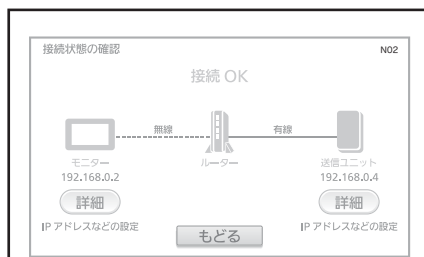 接続状態の確認
N02
接続 OK
無線
有線
モニター
ルーター
送信ユニット
192.168.0.2
192.168.0.4
詳細
詳細
IP アドレスなどの設定
IP アドレスなどの設定
もどる